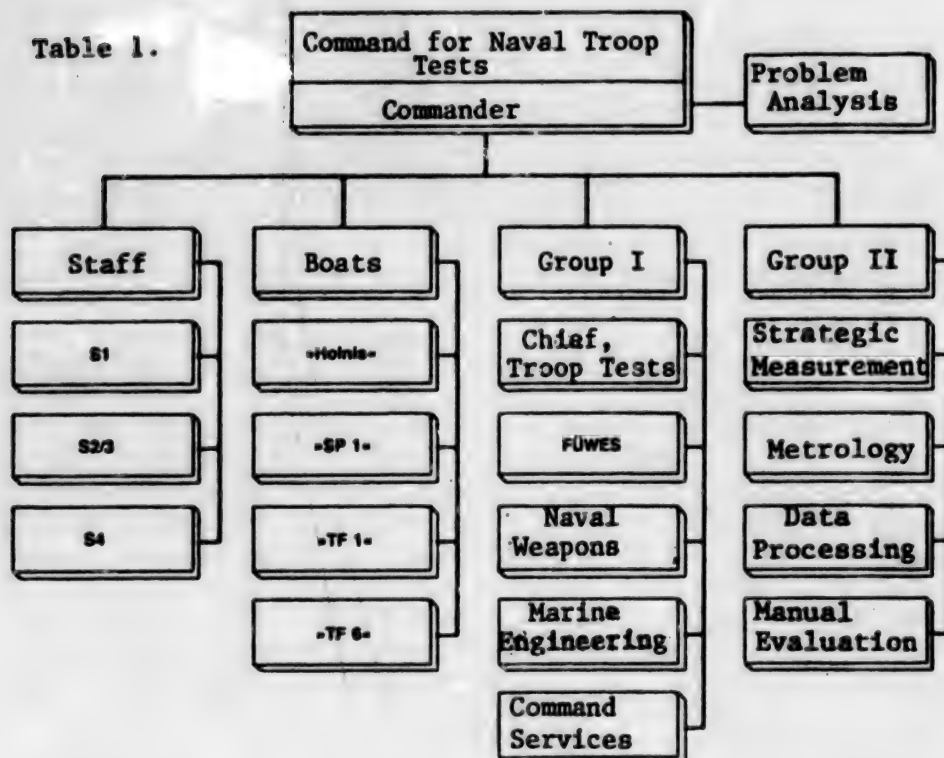 Table 1.
Command for Naval Troop
Tests
Commander
Problem
Analysis
Staff
S1
S2/3
S4
Boats
»Holnis«
»SP 1«
»TF 1«
»TF 6«
Group I
Chief,
Troop Tests
FÜWES
Naval
Weapons
Marine
Engineering
Command
Services
Group II
Strategic
Measurement
Metrology
Data
Processing
Manual
Evaluation